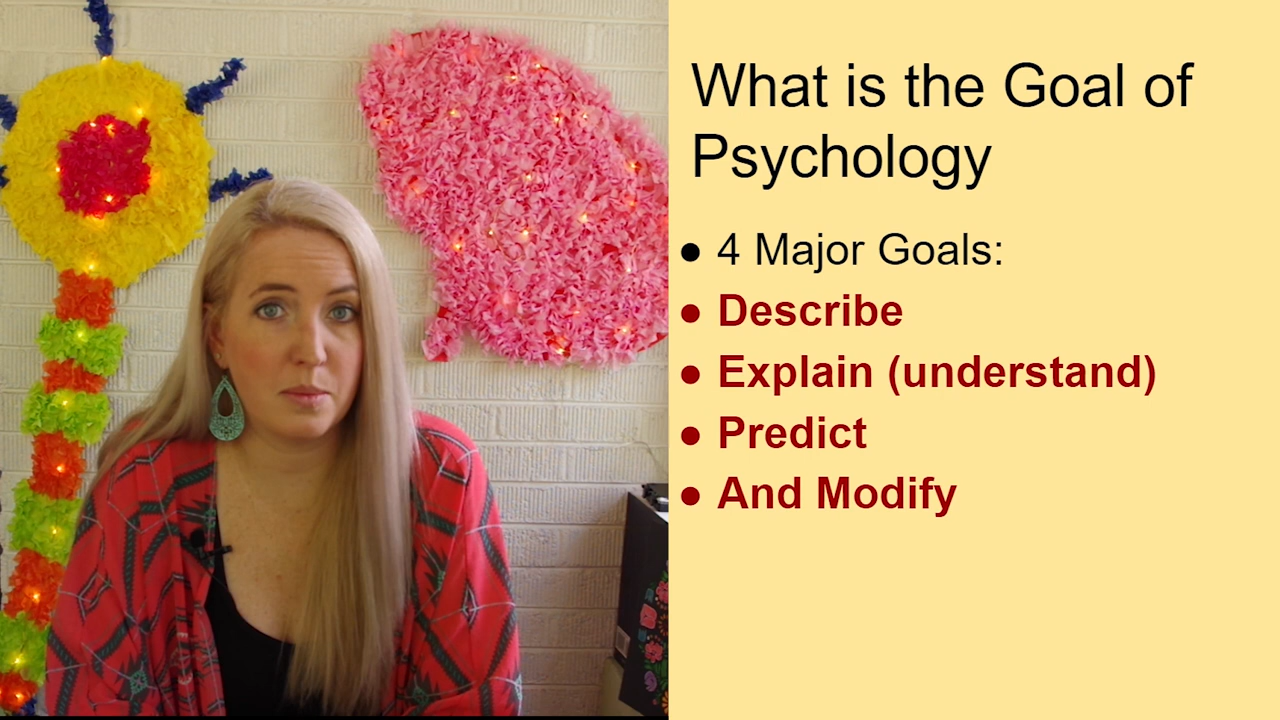 What is the Goal of
Psychology
● 4 Major Goals:
● Describe
● Explain (understand)
● Predict
● And Modify